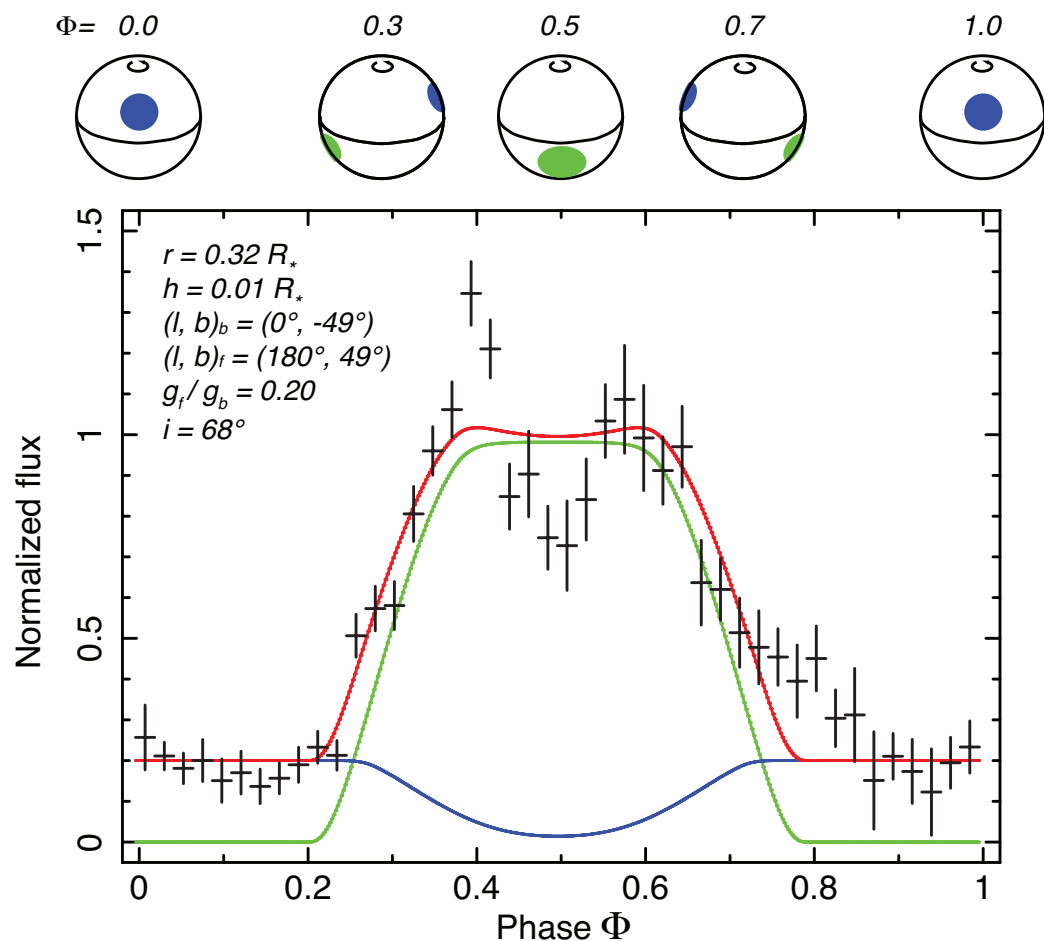 Φ= 0.0 0.3 0.5 0.7 1.0
1.5
r = 0.32 R*
h = 0.01 R*
(l, b)b = (0°, -49°)
(l, b)f = (180°, 49°)
gf / gb = 0.20
i = 68°
1
0.5
0
Normalized flux
0 0.2 0.4 0.6 0.8 1
Phase Φ